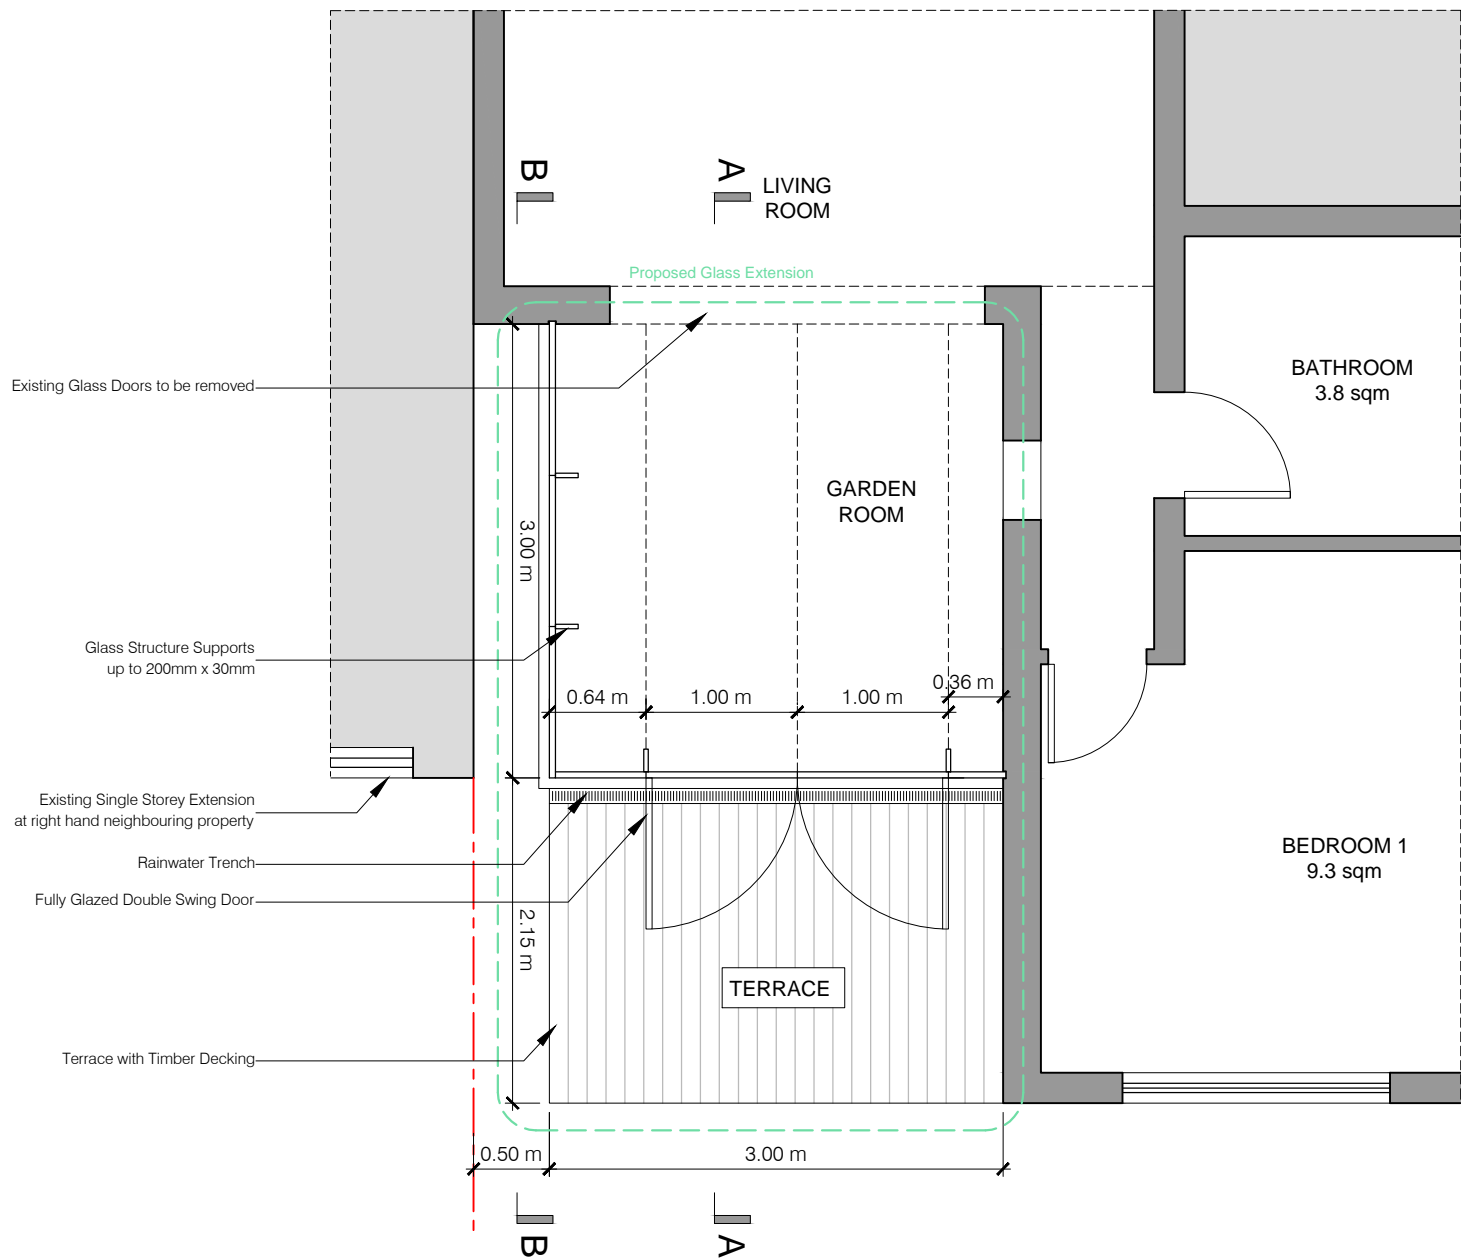 B
A
LIVING
ROOM
Proposed Glass Extension
Existing Glass Doors to be removed
BATHROOM
3.8 sqm
GARDEN
ROOM
3.00 m
Glass Structure Supports
up to 200mm x 30mm
0.64 m
1.00 m
1.00 m
0.36 m
Existing Single Storey Extension
at right hand neighbouring property
Rainwater Trench
Fully Glazed Double Swing Door
BEDROOM 1
9.3 sqm
2.15 m
TERRACE
Terrace with Timber Decking
0.50 m
3.00 m
B
A